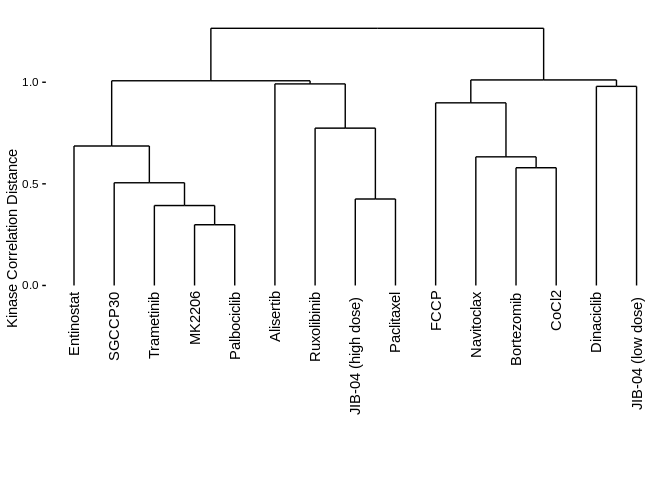 Kinase Correlation Distance
1.0
0.5
0.0
Entinostat
SGCCP30
Trametinib
MK2206
Palbociclib
Alisertib
Ruxolibinib
JIB-04 (high dose)
Paclitaxel
FCCP
Navitoclax
Bortezomib
CoCl2
Dinaciclib
JIB-04 (low dose)